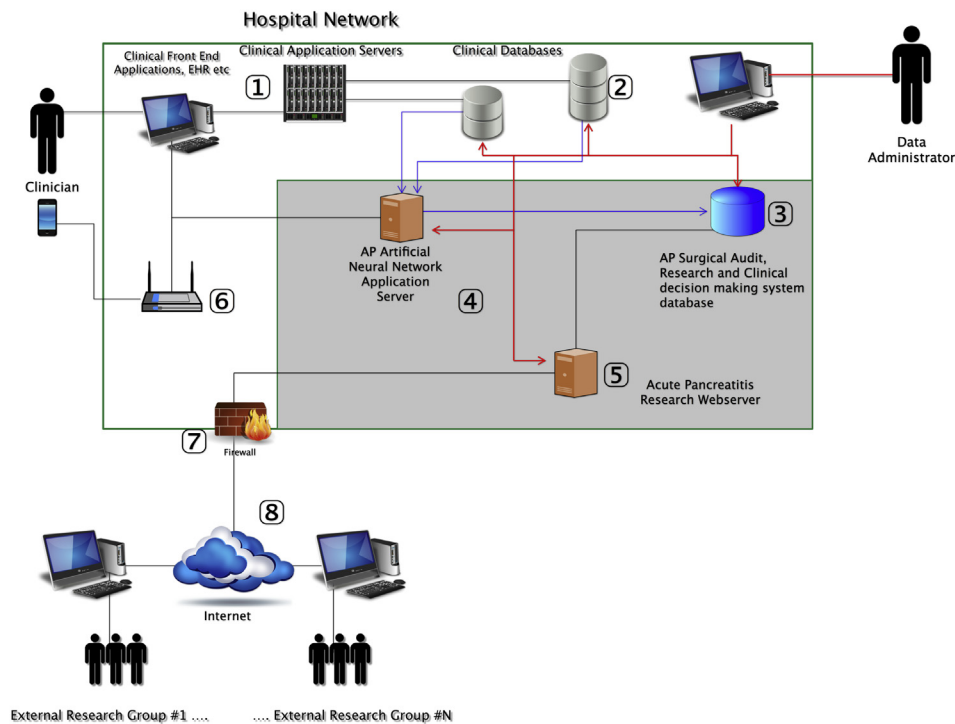 Hospital Network
Clinical Front End
Applications, EHR etc
Clinical Application Servers
Clinical Databases
1
2
Clinician
Data
Administrator
3
AP Artificial
Neural Network
Application
Server
4
AP Surgical Audit,
Research and Clinical
decision making system
database
6
5
Acute Pancreatitis
Research Webserver
7
Firewall
8
Internet
External Research Group #1 ....
.... External Research Group #N